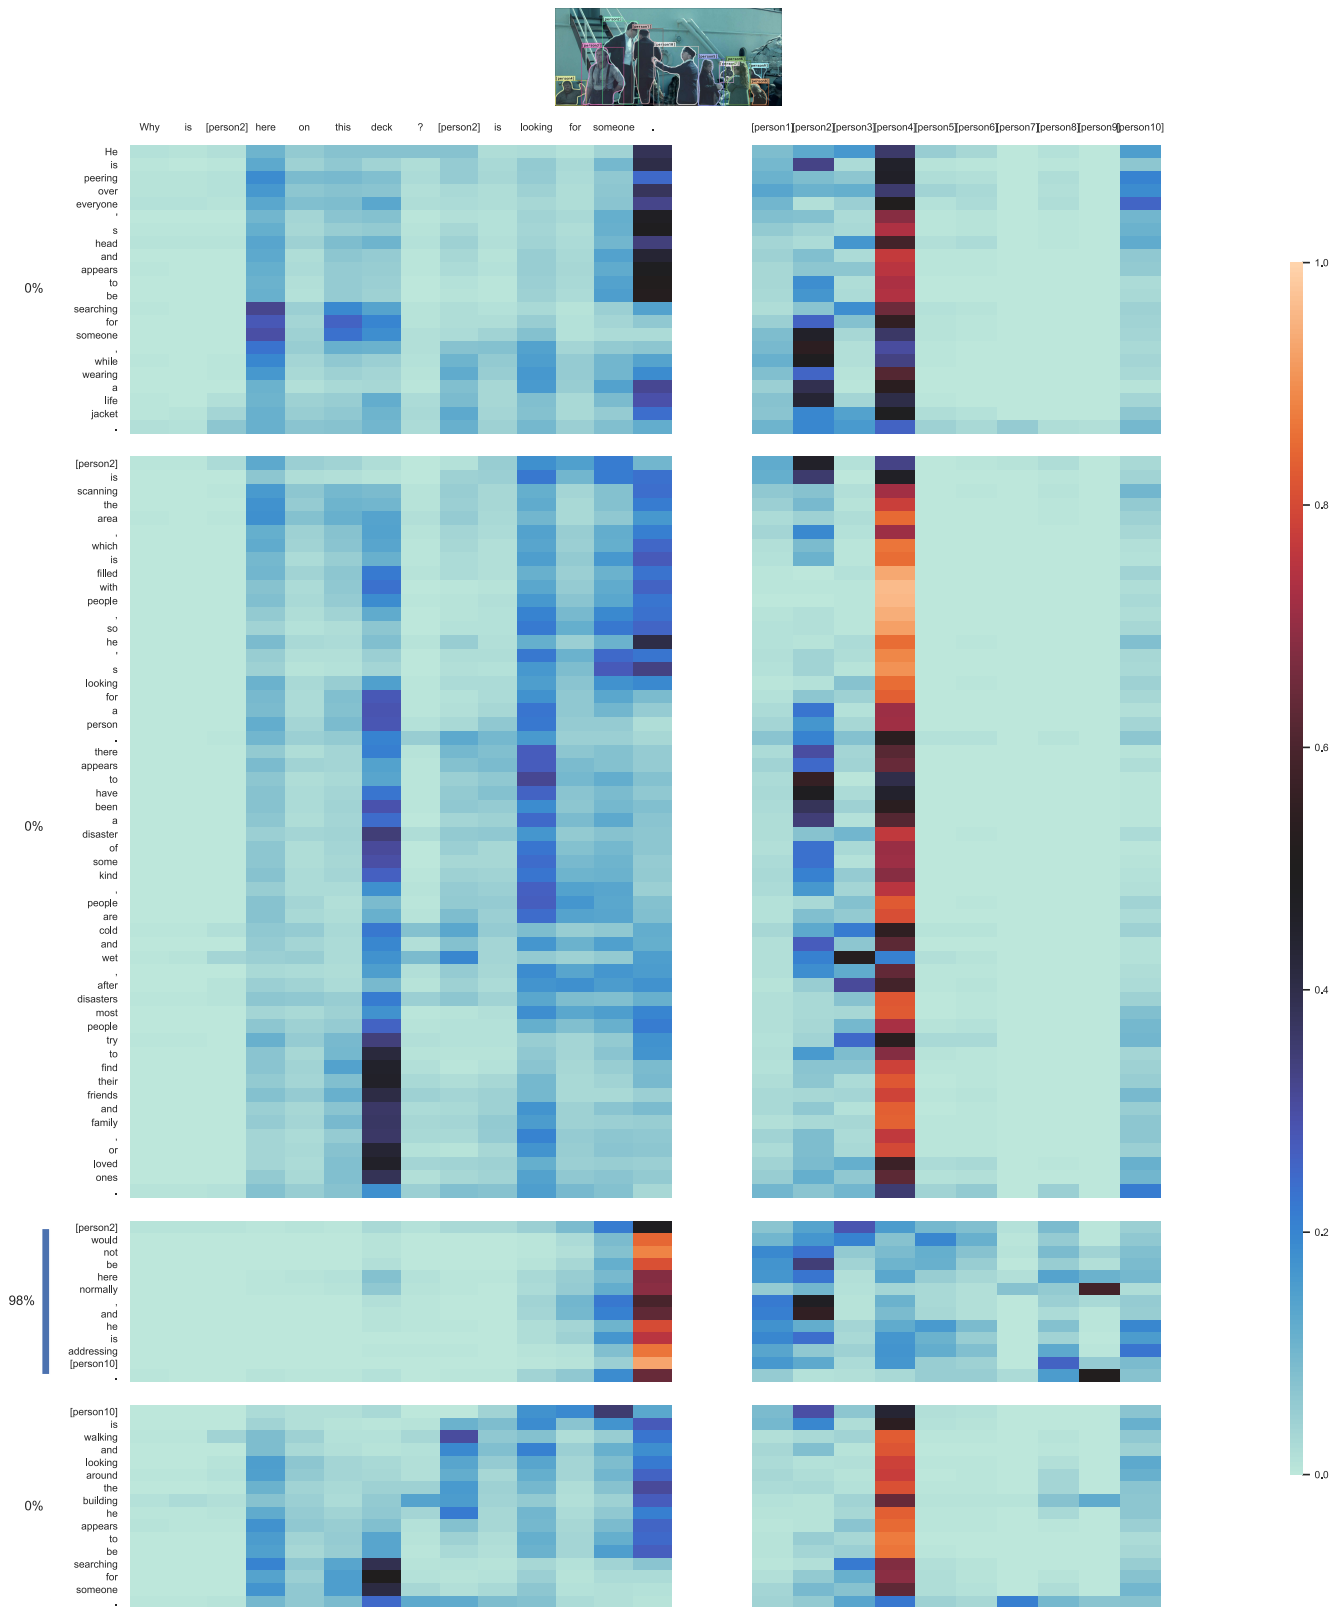 Why is [person2] here on this deck ? [person2] is looking for someone .
[person1] [person2] [person3] [person4] [person5] [person6] [person7] [person8] [person9] [person10]
He
is
peering
over
everyone
'
s
head
and
appears
to
be
searching
for
someone
,
while
wearing
a
life
jacket
.
0%
[person2]
is
scanning
the
area
,
which
is
filled
with
people
,
so
he
'
s
looking
for
a
person
.
there
appears
to
have
been
a
disaster
of
some
kind
,
people
are
cold
and
wet
,
after
disasters
most
people
try
to
find
their
friends
and
family
,
or
loved
ones
.
0%
[person2]
would
not
be
here
normally
,
and
he
is
addressing
[person10]
.
98%
[person10]
is
walking
and
looking
around
the
building
he
appears
to
be
searching
for
someone
.
0%
1.0
0.8
0.6
0.4
0.2
0.0